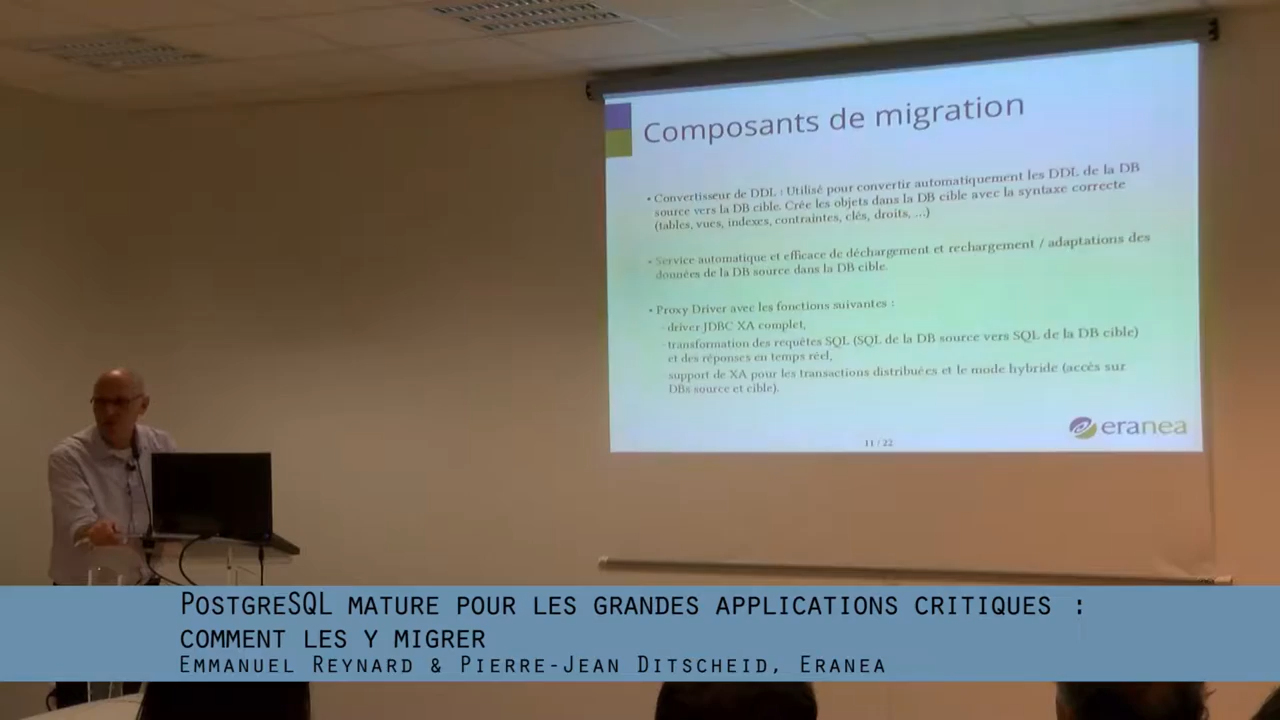 Composants de migration
• Convertisseur de DDL : Utilisé pour convertir automatiquement les DDL de la DB
source vers la DB cible. Crée les objets dans la DB cible avec la syntaxe correcte
(tables, vues, indexes, contraintes, clés, droits, ...)
• Service automatique et efficace de déchargement et rechargement / adaptations des
données de la DB source dans la DB cible.
• Proxy Driver avec les fonctions suivantes :
- driver JDBC XA complet,
- transformation des requêtes SQL (SQL de la DB source vers SQL de la DB cible)
et des réponses en temps réel,
support de XA pour les transactions distribuées et le mode hybride (accès sur
DBs source et cible).
eranea
11 / 22
PostgreSQL mature pour les grandes applications critiques :
comment les y migrer
Emmanuel Reynard & Pierre-Jean Ditscheid, Eranea